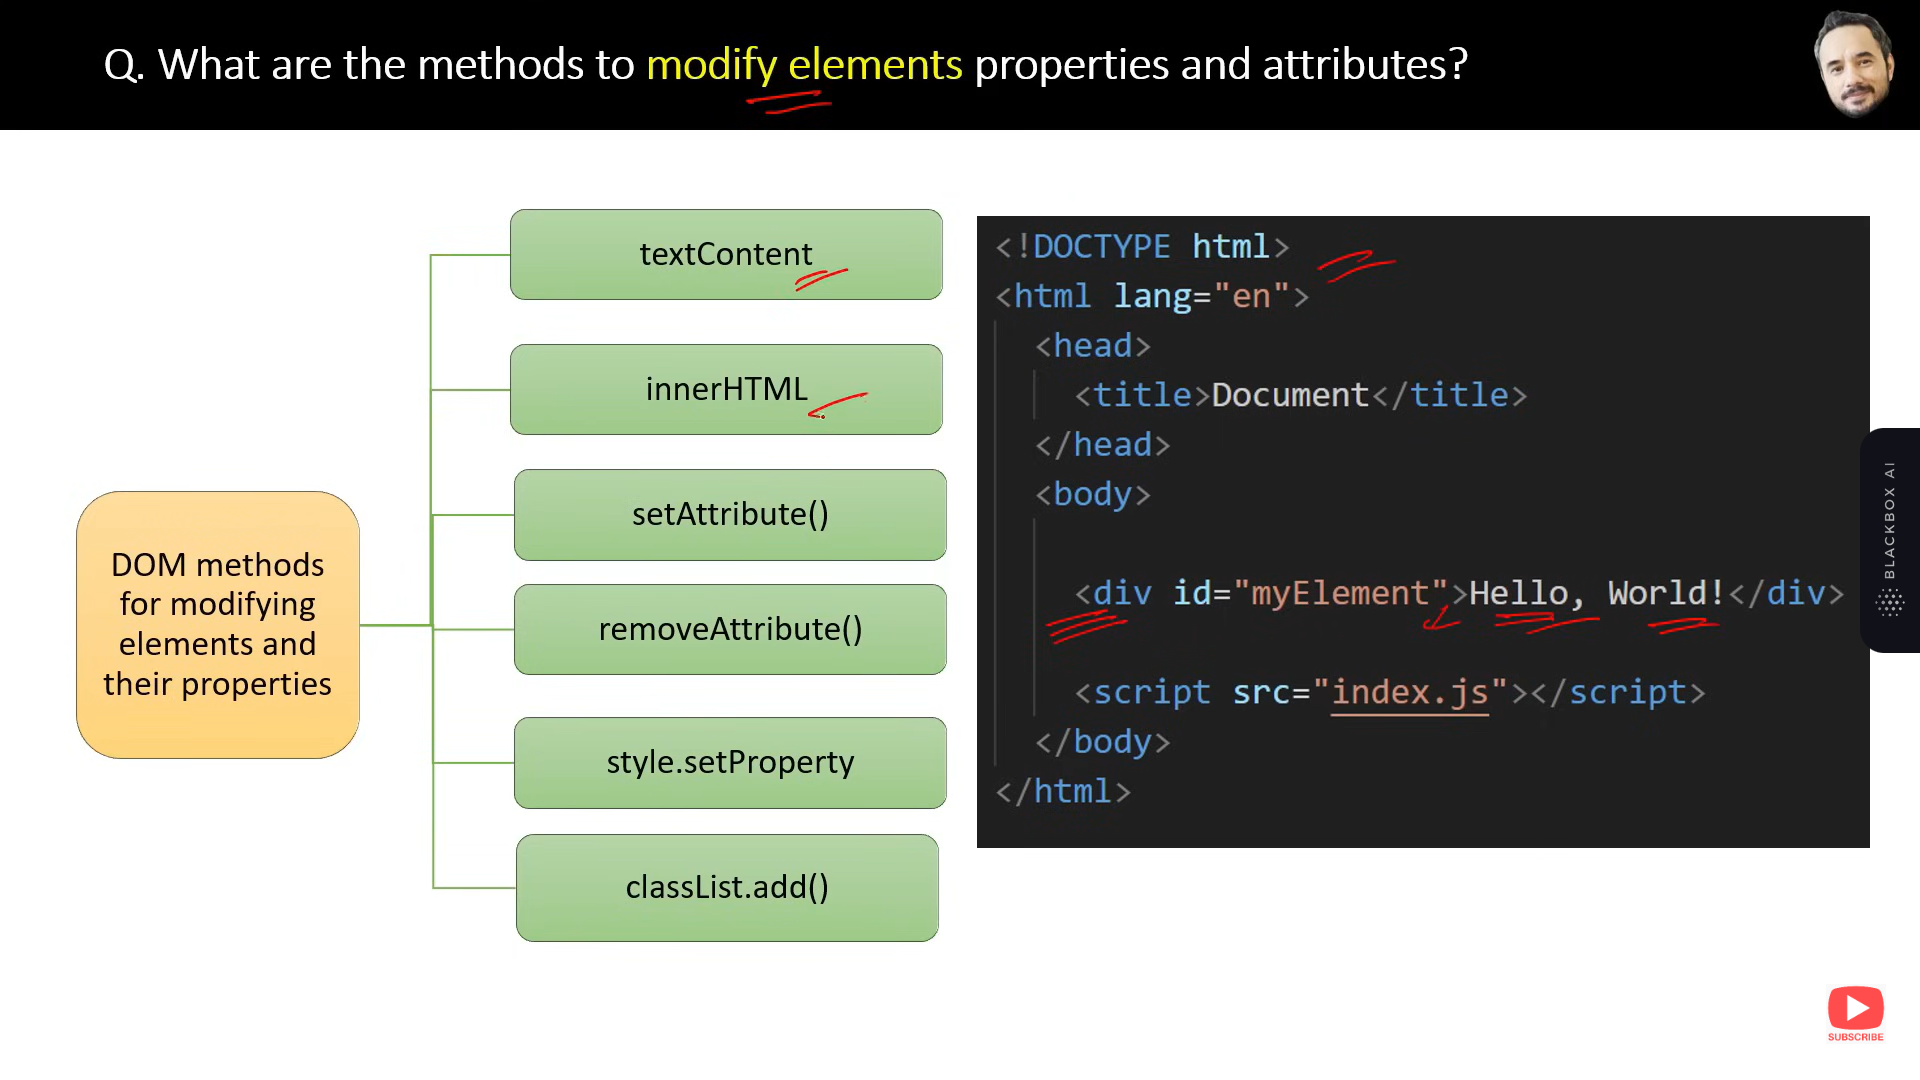 Q. What are the methods to modify elements properties and attributes?
textContent
innerHTML
setAttribute()
removeAttribute()
style.setProperty
classList.add()
DOM methods
for modifying
elements and
their properties
<!DOCTYPE html>
<html lang="en">
<head>
<title>Document</title>
</head>
<body>
<div id="myElement">Hello, World!</div>
<script src="index.js"></script>
</body>
</html>
BLACKBOX AI
SUBSCRIBE